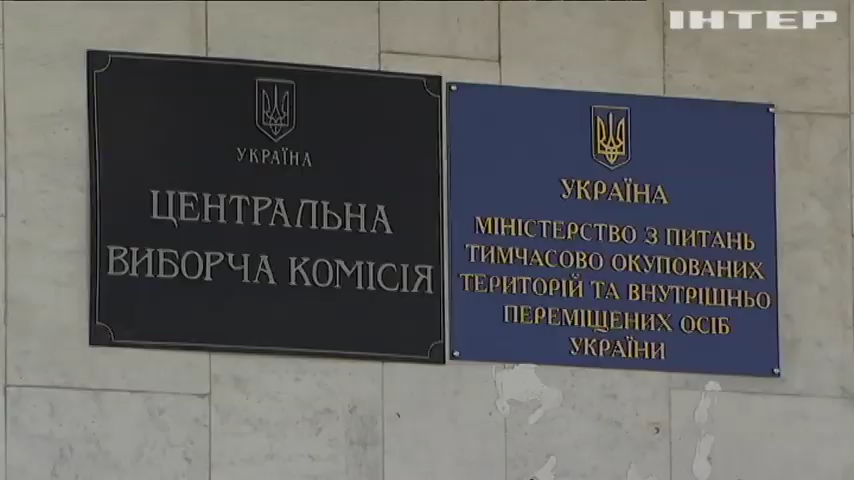 ІНТЕР
УКРАЇНА
ЦЕНТРАЛЬНА
ВИБОРЧА КОМІСІЯ
УКРАЇНА
МІНІСТЕРСТВО З ПИТАНЬ
ТИМЧАСОВО ОКУПОВАНИХ
ТЕРИТОРІЙ ТА ВНУТРІШНЬО
ПЕРЕМІЩЕНИХ ОСІБ
УКРАЇНИ